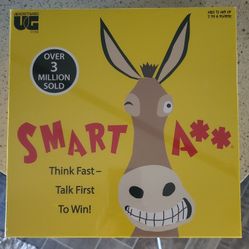 UG
OVER
3
MILLION
SOLD
SMART A**
Think Fast –
Talk First
To Win!